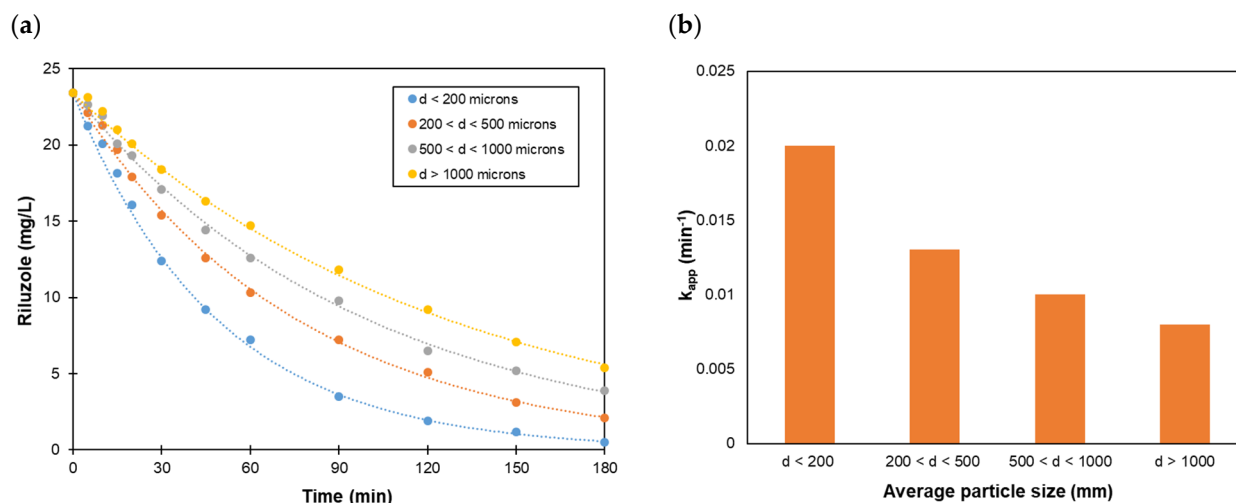 (a)
25
20
15
10
5
0
Riluzole (mg/L)
d < 200 microns
200 < d < 500 microns
500 < d < 1000 microns
d > 1000 microns
0 30 60 90 120 150 180
Time (min)
(b)
0.025
0.02
0.015
0.01
0.005
0
k_app (min⁻¹)
d < 200 200 < d < 500 500 < d < 1000 d > 1000
Average particle size (mm)